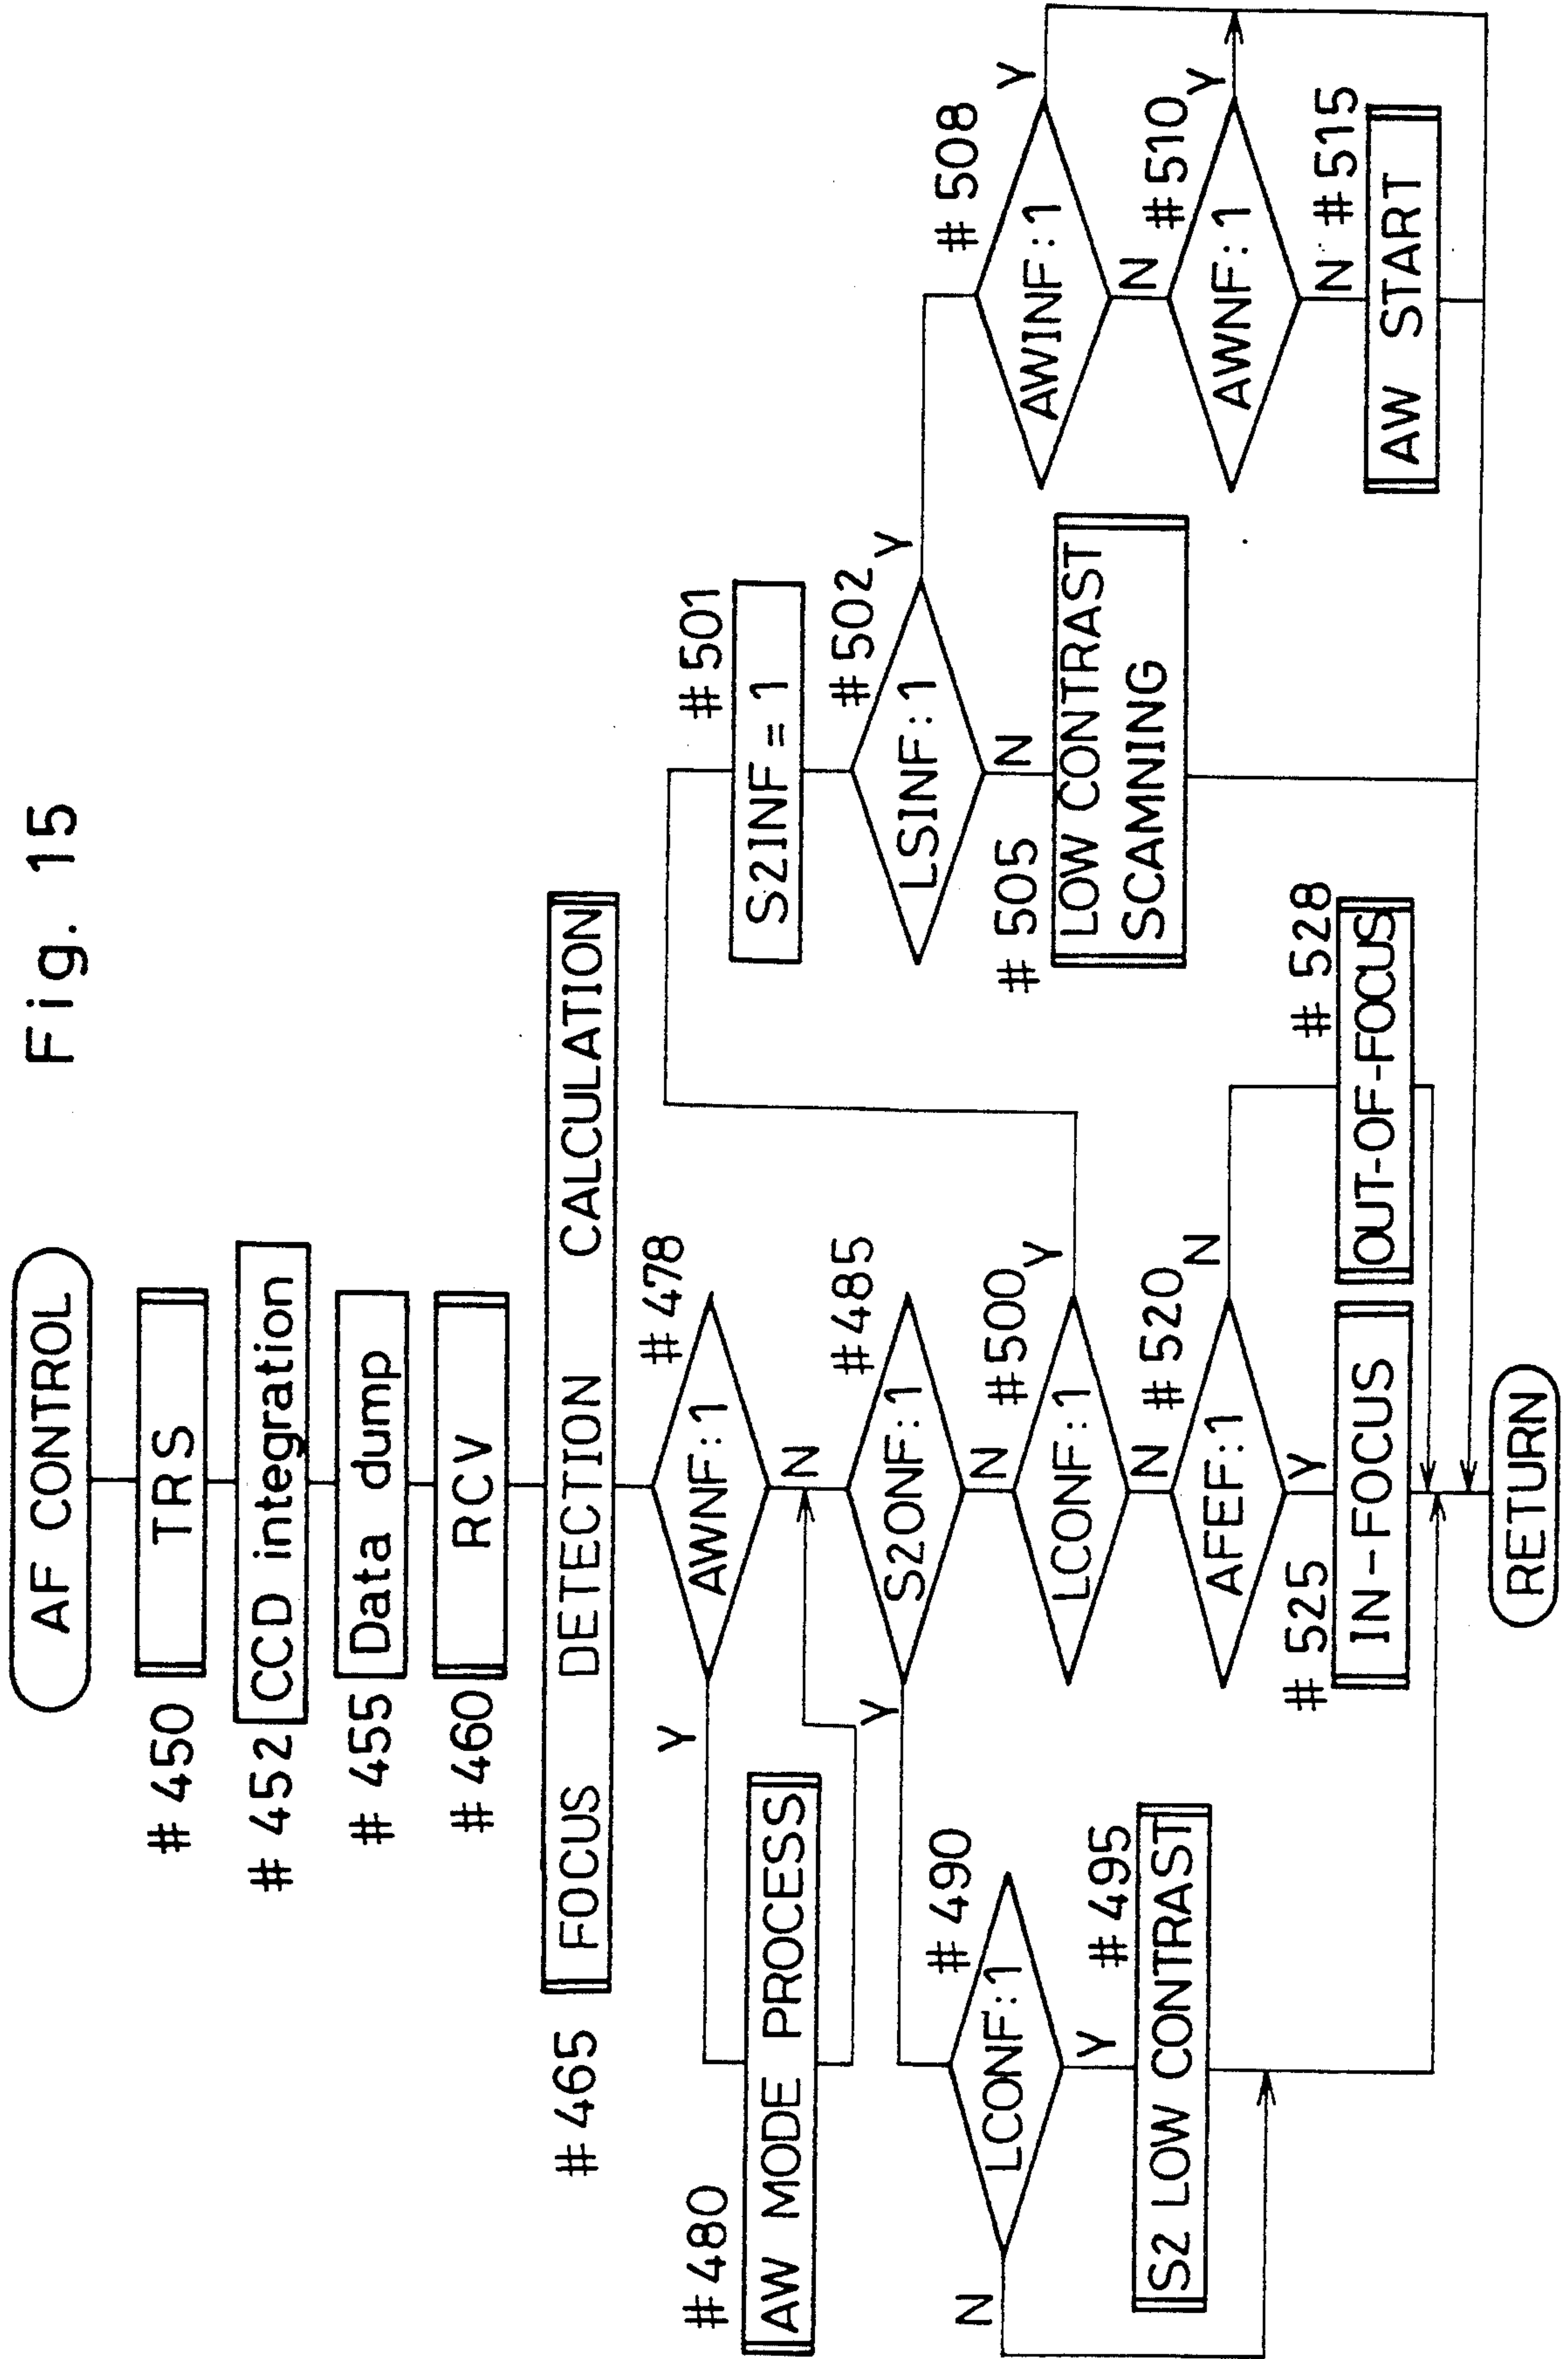 Fig. 15
AF CONTROL
# 450
TRS
# 452
CCD integration
# 455
Data dump
# 460
RCV
# 465
FOCUS DETECTION CALCULATION
# 478
AWNF:1
Y
N
# 480
AW MODE PROCESS
# 485
S2ONF:1
Y
N
# 490
LCONF:1
N
Y
# 495
S2 LOW CONTRAST
# 500
LCONF:1
Y
N
# 501
S2INF = 1
# 502
LSINF:1
Y
N
# 505
LOW CONTRAST
SCAMNING
# 508
AWINF:1
Y
N
# 510
AWNF:1
Y
N
# 515
AW START
# 520
AFEF:1
N
Y
# 525
IN-FOCUS
# 528
OUT-OF-FOCUS
RETURN